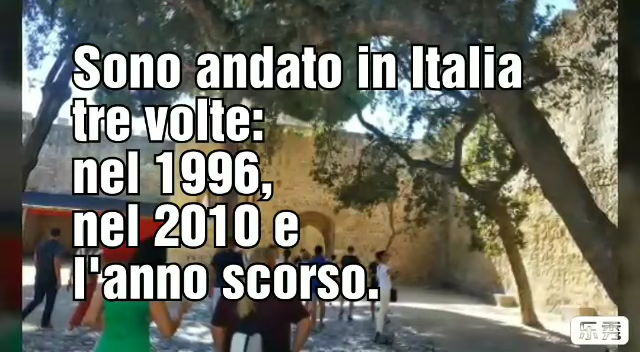 Sono andato in Italia
tre volte:
nel 1996,
nel 2010 e
l'anno scorso.
乐秀